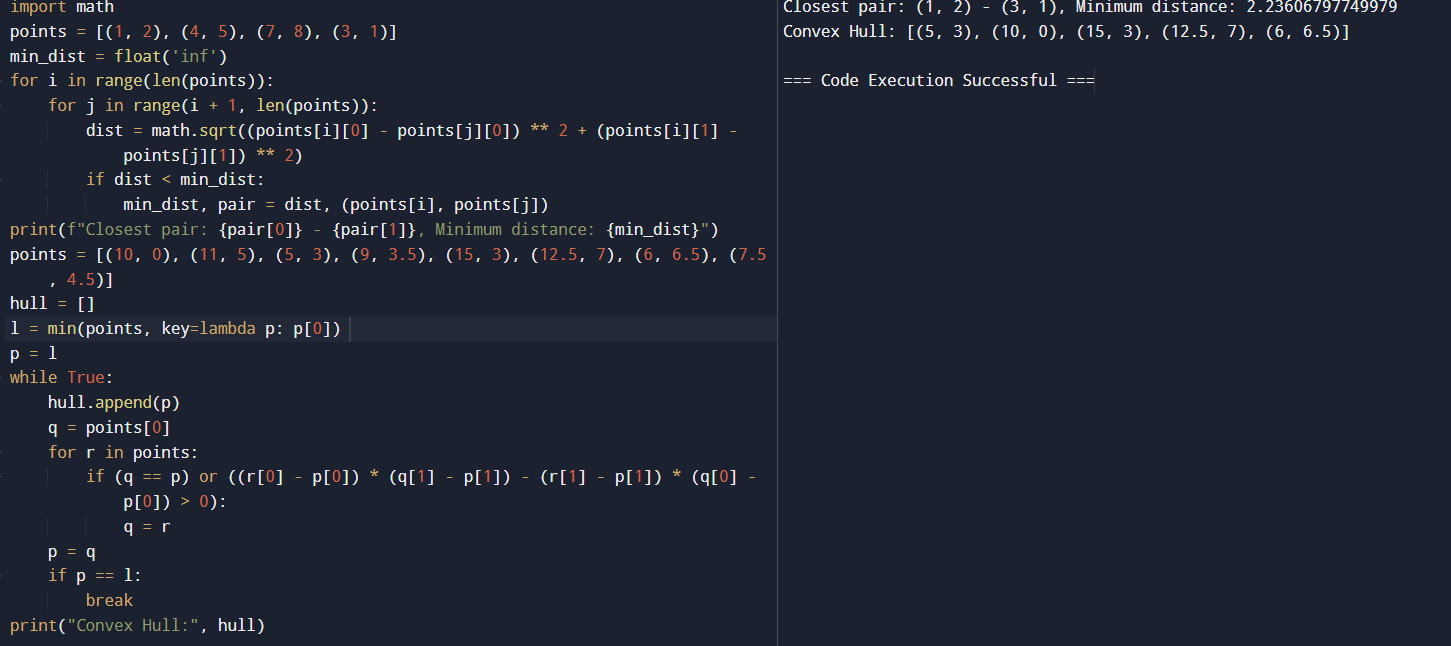 import math
points = [(1, 2), (4, 5), (7, 8), (3, 1)]
min_dist = float('inf')
for i in range(len(points)):
    for j in range(i + 1, len(points)):
        dist = math.sqrt((points[i][0] - points[j][0]) ** 2 + (points[i][1] -
            points[j][1]) ** 2)
        if dist < min_dist:
            min_dist, pair = dist, (points[i], points[j])
print(f"Closest pair: {pair[0]} - {pair[1]}, Minimum distance: {min_dist}")
points = [(10, 0), (11, 5), (5, 3), (9, 3.5), (15, 3), (12.5, 7), (6, 6.5), (7.5
    , 4.5)]
hull = []
l = min(points, key=lambda p: p[0])
p = l
while True:
    hull.append(p)
    q = points[0]
    for r in points:
        if (q == p) or ((r[0] - p[0]) * (q[1] - p[1]) - (r[1] - p[1]) * (q[0] -
            p[0]) > 0):
            q = r
    p = q
    if p == l:
        break
print("Convex Hull:", hull)
Closest pair: (1, 2) - (3, 1), Minimum distance: 2.23606797749979
Convex Hull: [(5, 3), (10, 0), (15, 3), (12.5, 7), (6, 6.5)]
=== Code Execution Successful ===